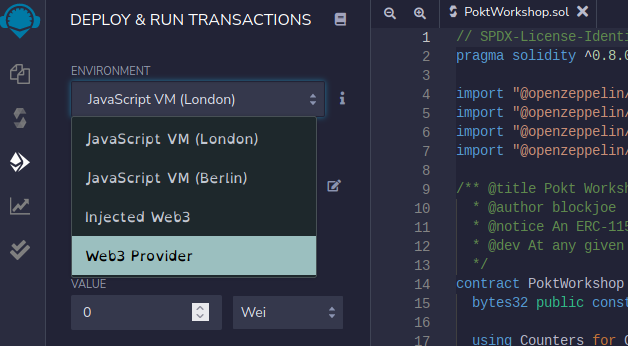 DEPLOY & RUN TRANSACTIONS
ENVIRONMENT
JavaScript VM (London)
JavaScript VM (London)
JavaScript VM (Berlin)
Injected Web3
Web3 Provider
VALUE
0
Wei
PoktWorkshop.sol
1 // SPDX-License-Identi
2 pragma solidity ^0.8.0
3
4 import "@openzeppelin/
5 import "@openzeppelin/
6 import "@openzeppelin/
7 import "@openzeppelin/
8
9 /** @title Pokt Worksh
10 * @author blockjoe
11 * @notice An ERC-115
12 * @dev At any given
13 */
14 contract PoktWorkshop
15 bytes32 public const
16
17 using Counters for C